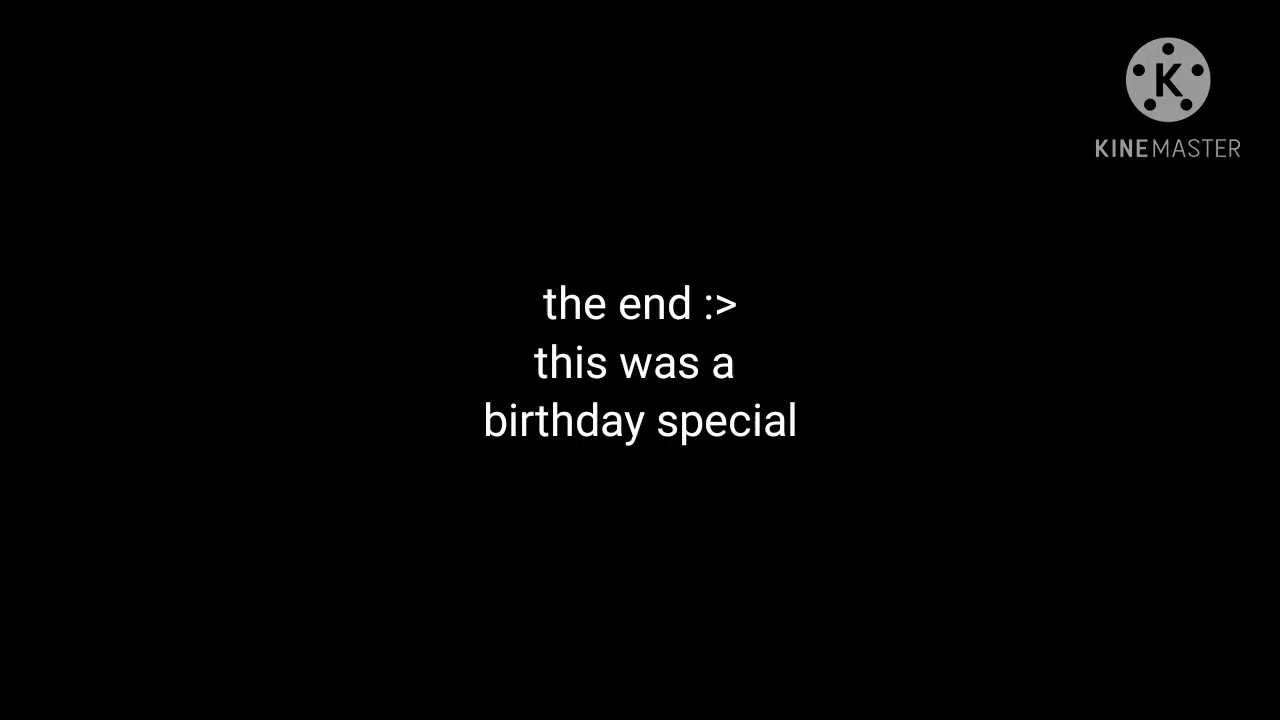 K
KINEMASTER
the end :>
this was a
birthday special